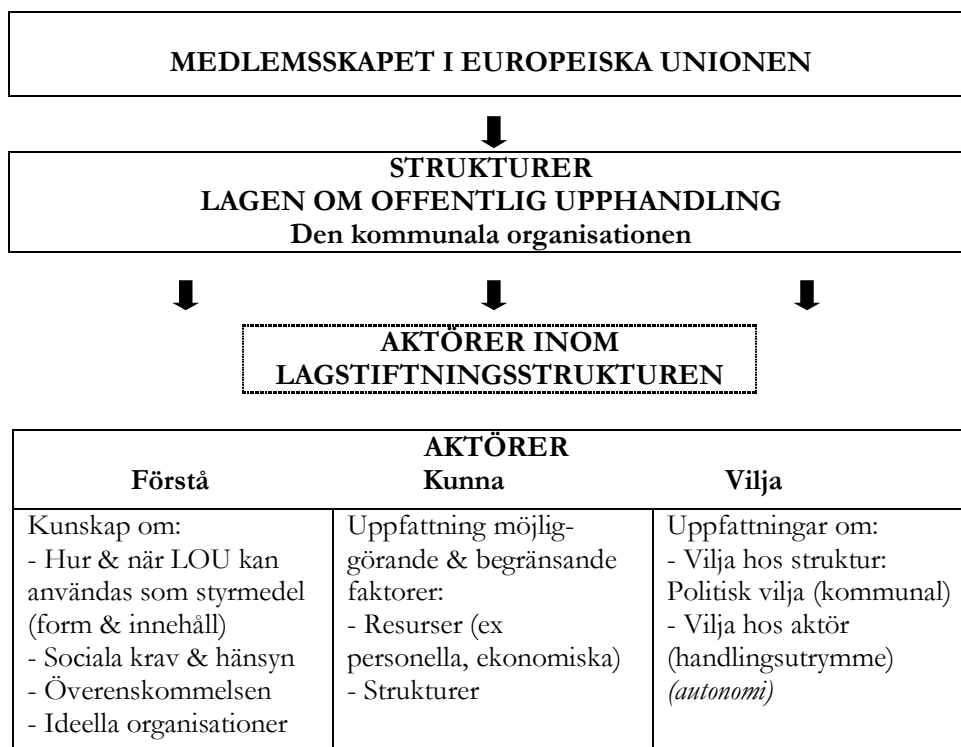 MEDLEMSSKAPET I EUROPEISKA UNIONEN
STRUKTURER
LAGEN OM OFFENTLIG UPPHANDLING
Den kommunala organisationen
AKTÖRER INOM
LAGSTIFTNINGSSTRUKTUREN
AKTÖRER
Förstå Kunna Vilja
Kunskap om:
- Hur & när LOU kan
användas som styrmedel
(form & innehåll)
- Sociala krav & hänsyn
- Överenskommelsen
- Ideella organisationer
Uppfattning möjlig-
görande & begränsande
faktorer:
- Resurser (ex
personella, ekonomiska)
- Strukturer
Uppfattningar om:
- Vilja hos struktur:
Politisk vilja (kommunal)
- Vilja hos aktör
(handlingsutrymme)
(autonomi)